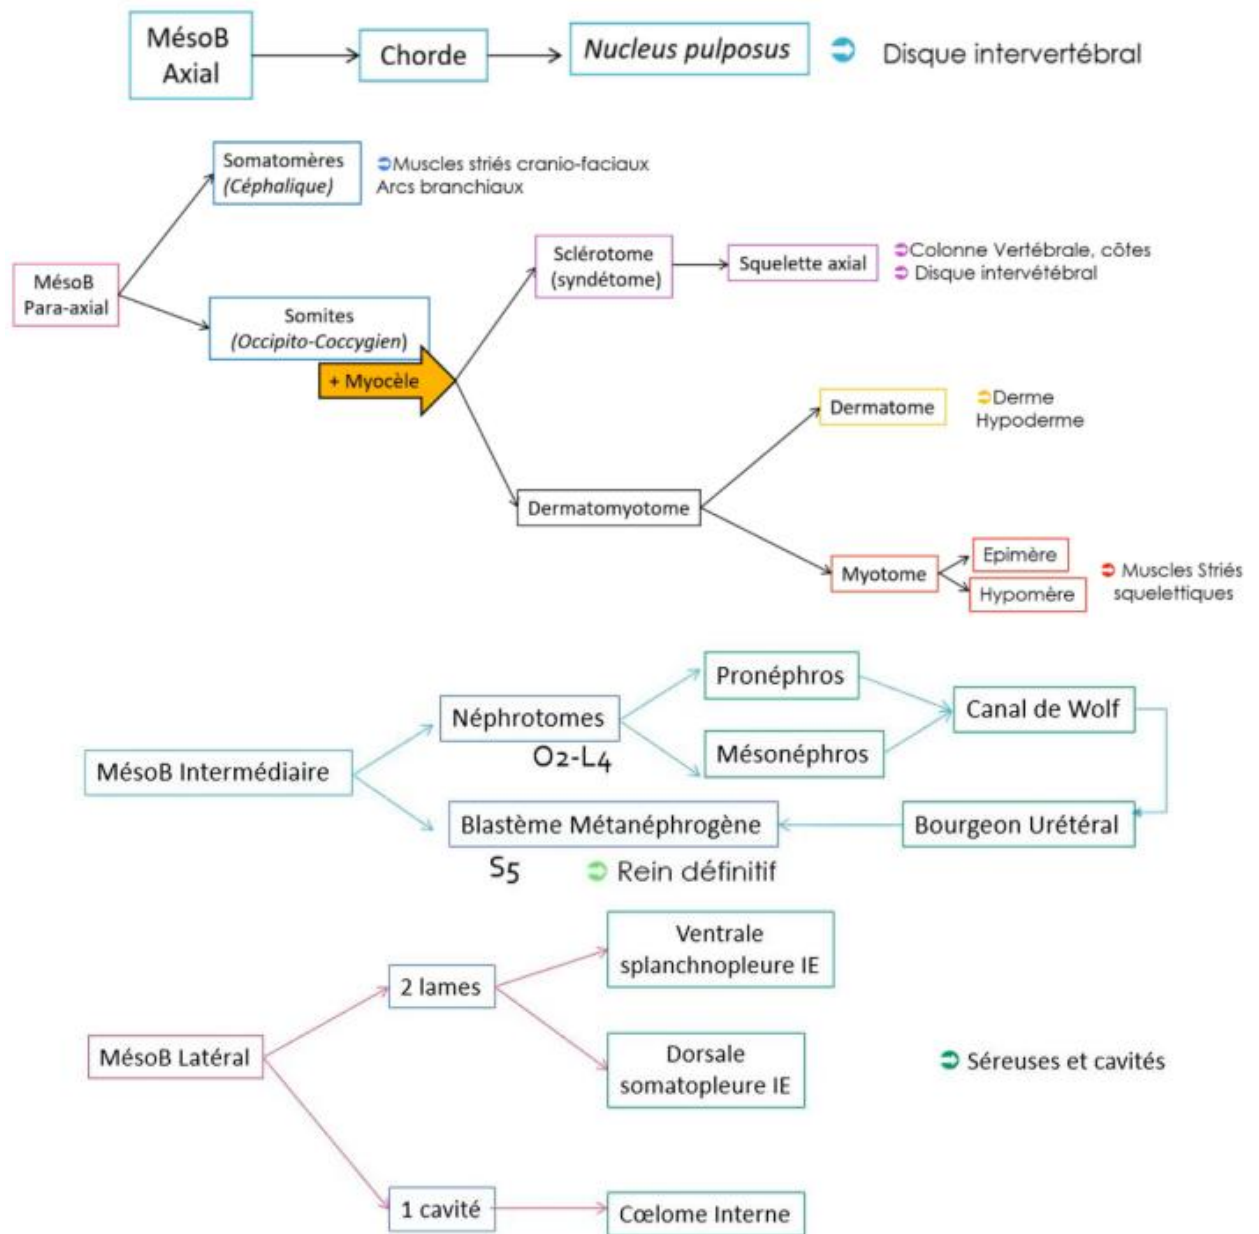 MésoB
Axial
Chorde
Nucleus pulposus
Disque intervertébral
Somatomères
(Céphalique)
Muscles striés cranio-faciaux
Arcs branchiaux
MésoB
Para-axial
Somites
(Occipito-Coccygien)
+ Myocèle
Sclérotome
(syndétome)
Squelette axial
Colonne Vertébrale, côtes
Disque intervétébral
Dermatome
Derme
Hypoderme
Dermatomyotome
Myotome
Epimère
Hypomère
Muscles Striés
squelettiques
MésoB Intermédiaire
Néphrotomes
O2-L4
Pronéphros
Mésonéphros
Canal de Wolf
Blastème Métanéphrogène
Bourgeon Urétéral
S5
Rein définitif
MésoB Latéral
2 lames
Ventrale
splanchnopleure IE
Dorsale
somatopleure IE
Séreuses et cavités
1 cavité
Cœlome Interne